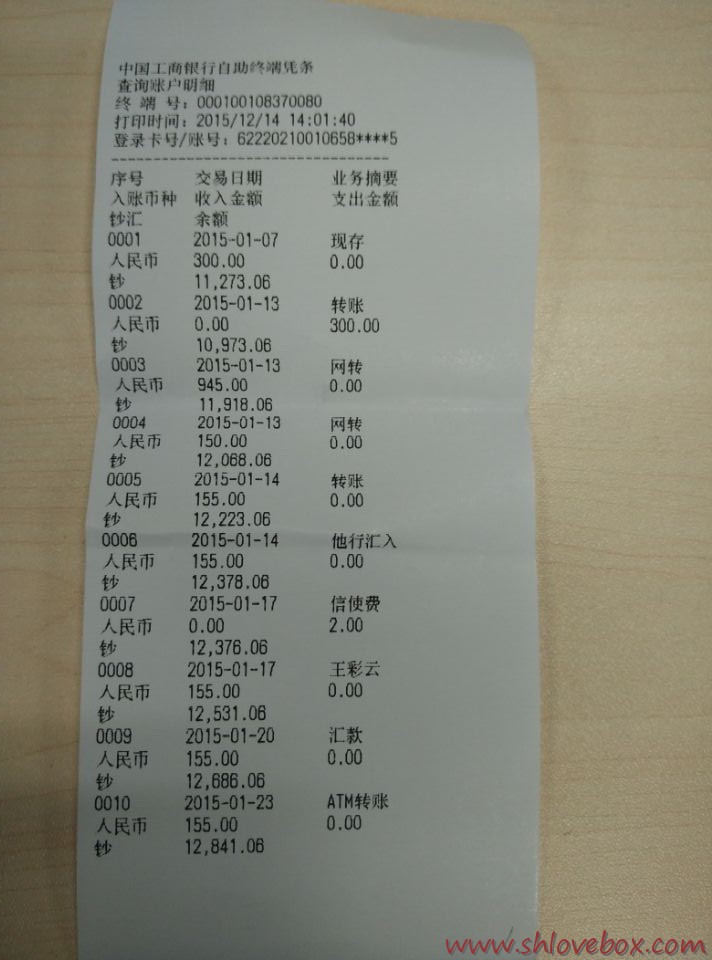 中国工商银行自助终端凭条
查询账户明细
终 端 号：000100108370080
打印时间：2015/12/14 14:01:40
登录卡号/账号：62220210010658****5
--------------------------------
序号 交易日期 业务摘要
入账币种 收入金额 支出金额
钞汇 余额
0001 2015-01-07 现存
人民币 300.00 0.00
钞 11,273.06
0002 2015-01-13 转账
人民币 0.00 300.00
钞 10,973.06
0003 2015-01-13 网转
人民币 945.00 0.00
钞 11,918.06
0004 2015-01-13 网转
人民币 150.00 0.00
钞 12,068.06
0005 2015-01-14 转账
人民币 155.00 0.00
钞 12,223.06
0006 2015-01-14 他行汇入
人民币 155.00 0.00
钞 12,378.06
0007 2015-01-17 信使费
人民币 0.00 2.00
钞 12,376.06
0008 2015-01-17 王彩云
人民币 155.00 0.00
钞 12,531.06
0009 2015-01-20 汇款
人民币 155.00 0.00
钞 12,686.06
0010 2015-01-23 ATM转账
人民币 155.00 0.00
钞 12,841.06
www.shlovebox.com